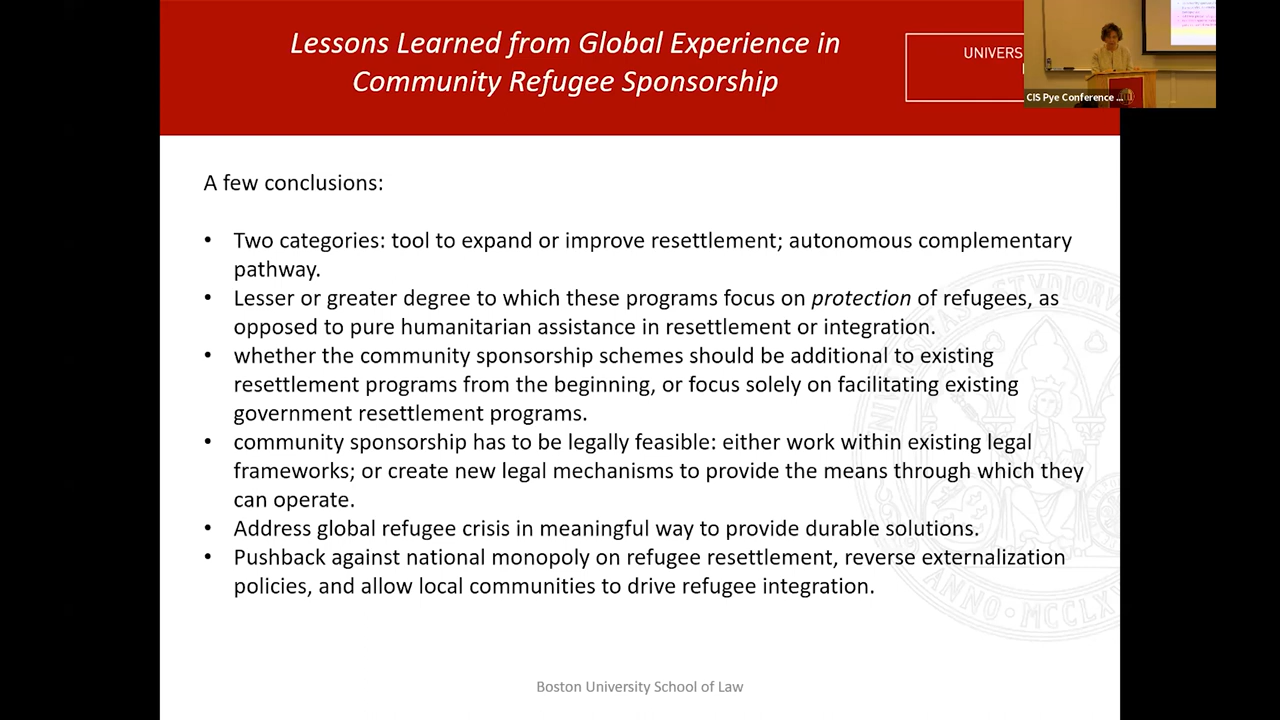 Lessons Learned from Global Experience in
Community Refugee Sponsorship
UNIVERS
CIS Pye Conference ...
A few conclusions:
• Two categories: tool to expand or improve resettlement; autonomous complementary
pathway.
• Lesser or greater degree to which these programs focus on protection of refugees, as
opposed to pure humanitarian assistance in resettlement or integration.
• whether the community sponsorship schemes should be additional to existing
resettlement programs from the beginning, or focus solely on facilitating existing
government resettlement programs.
• community sponsorship has to be legally feasible: either work within existing legal
frameworks; or create new legal mechanisms to provide the means through which they
can operate.
• Address global refugee crisis in meaningful way to provide durable solutions.
• Pushback against national monopoly on refugee resettlement, reverse externalization
policies, and allow local communities to drive refugee integration.
ANNO • MCCLX
Boston University School of Law